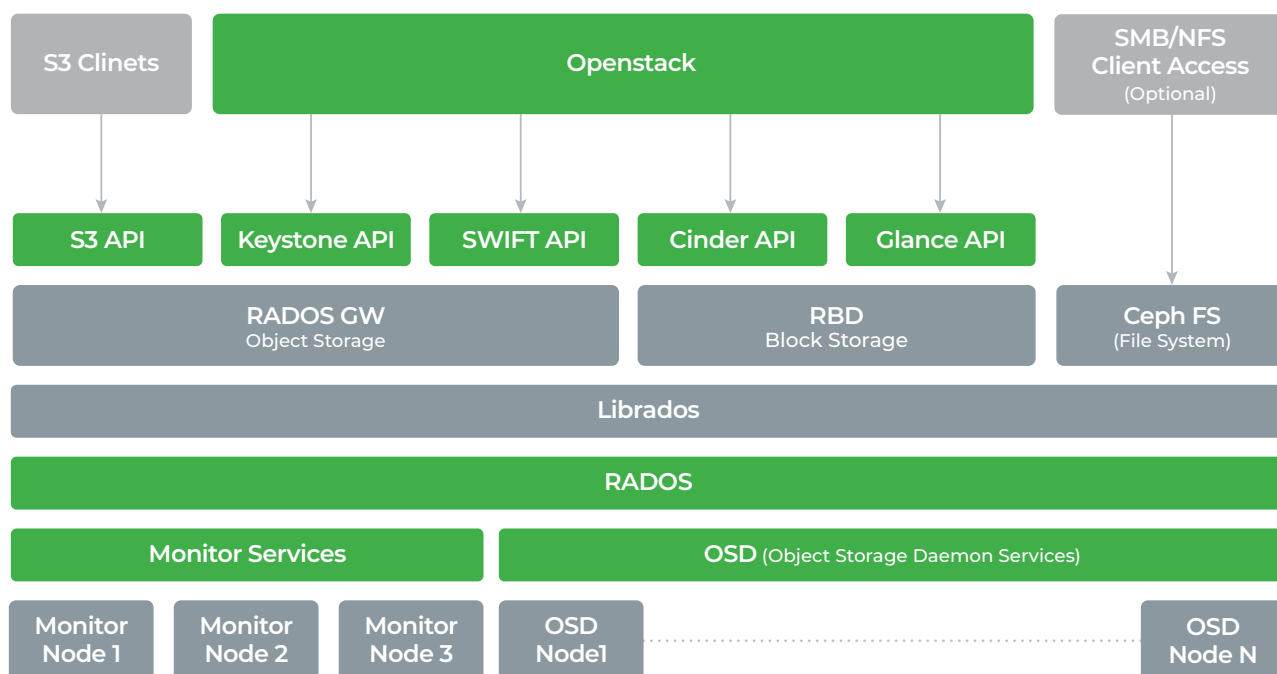 S3 Clinets
Openstack
SMB/NFS
Client Access
(Optional)
S3 API
Keystone API
SWIFT API
Cinder API
Glance API
RADOS GW
Object Storage
RBD
Block Storage
Ceph FS
(File System)
Librados
RADOS
Monitor Services
OSD (Object Storage Daemon Services)
Monitor
Node 1
Monitor
Node 2
Monitor
Node 3
OSD
Node1
OSD
Node N